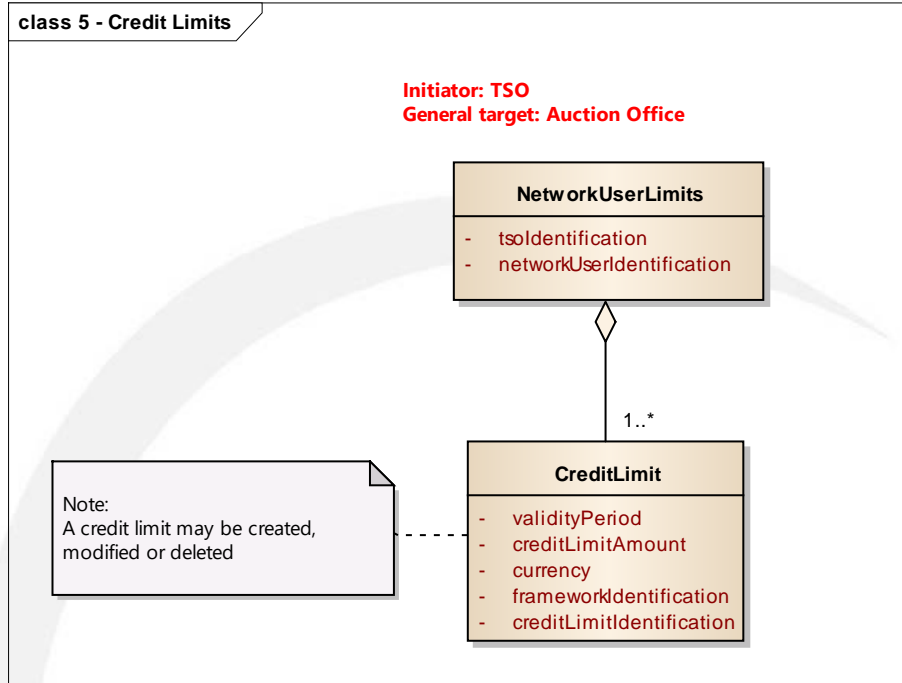 class 5 - Credit Limits
Initiator: TSO
General target: Auction Office
NetworkUserLimits
- tsoIdentification
- networkUserIdentification
1..*
CreditLimit
- validityPeriod
- creditLimitAmount
- currency
- frameworkIdentification
- creditLimitIdentification
Note:
A credit limit may be created,
modified or deleted